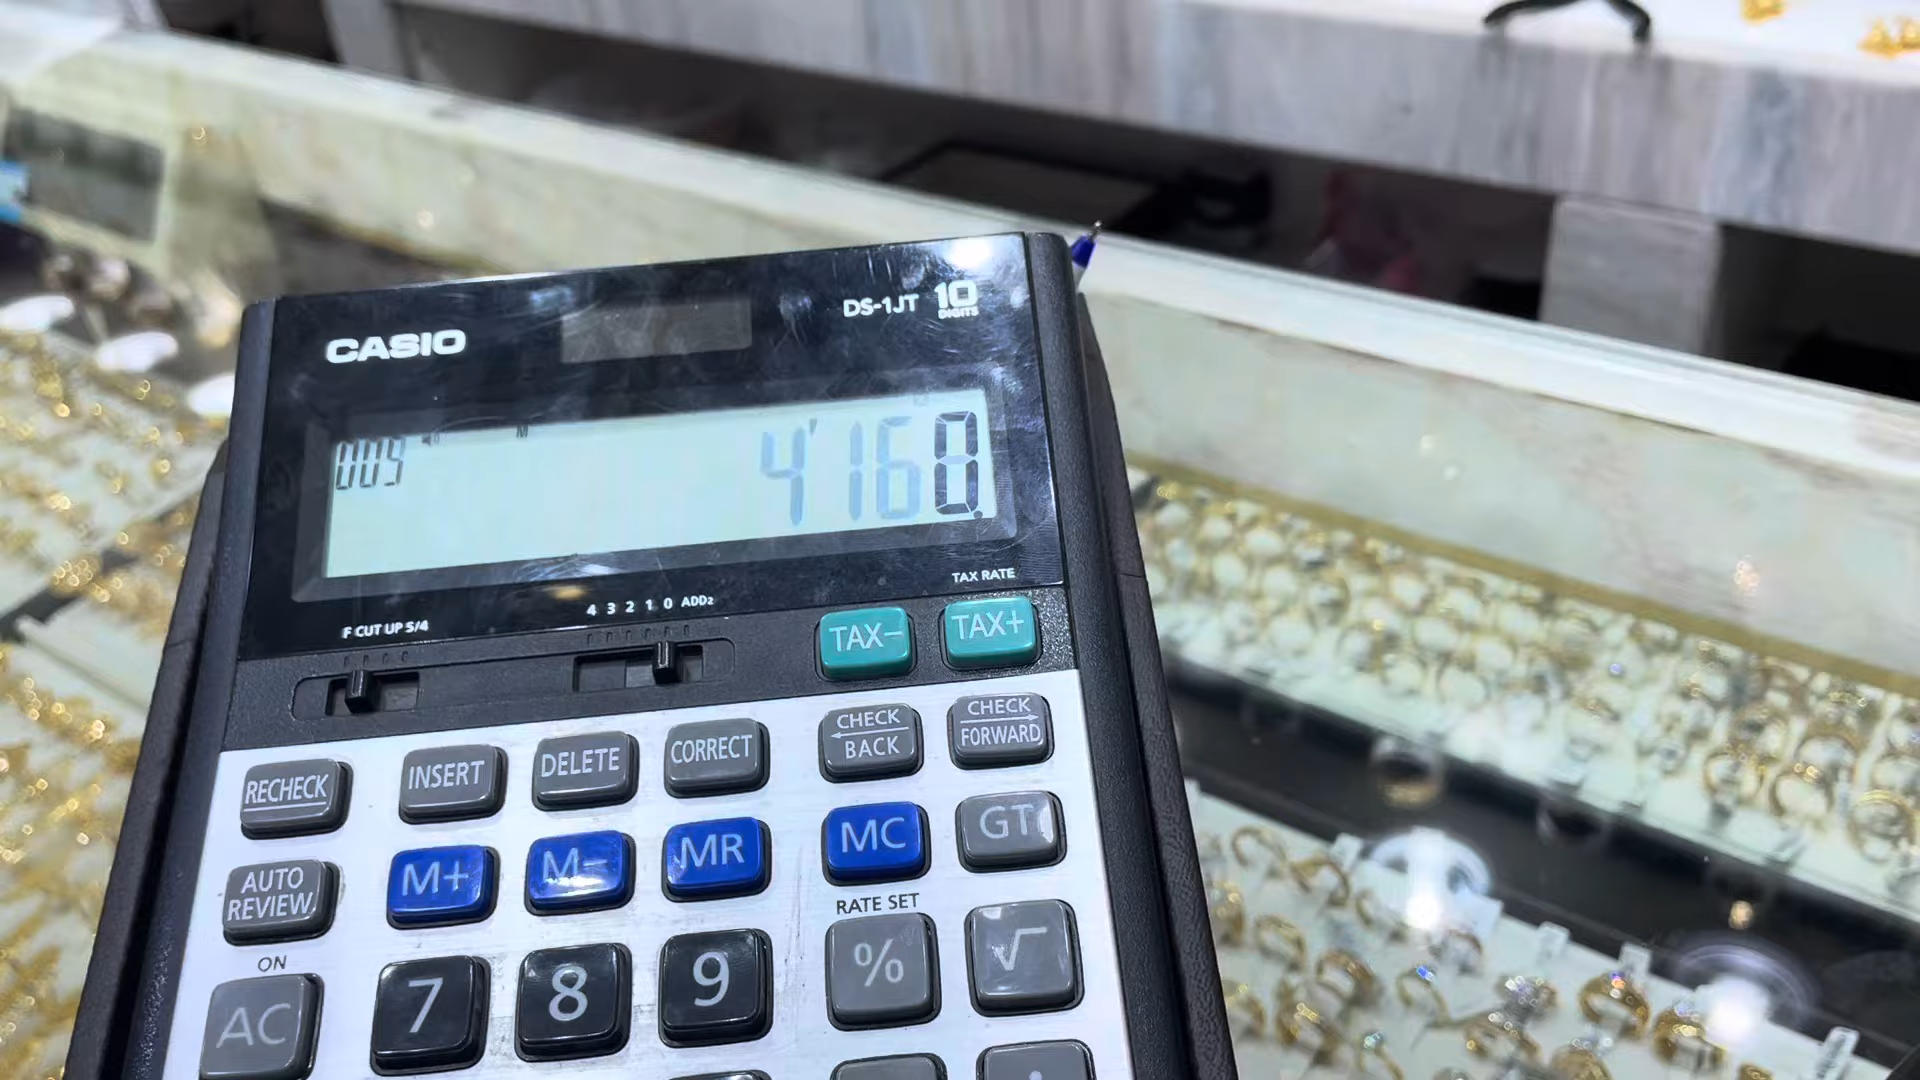 CASIO
DS-1JT 10
DIGITS
005
M
TAX RATE
F CUT UP 5/4
4 3 2 1 0 ADD2
TAX− TAX+
RECHECK INSERT DELETE CORRECT CHECK BACK CHECK FORWARD
AUTO REVIEW M+ M− MR MC GT
RATE SET
ON
AC 7 8 9 % √